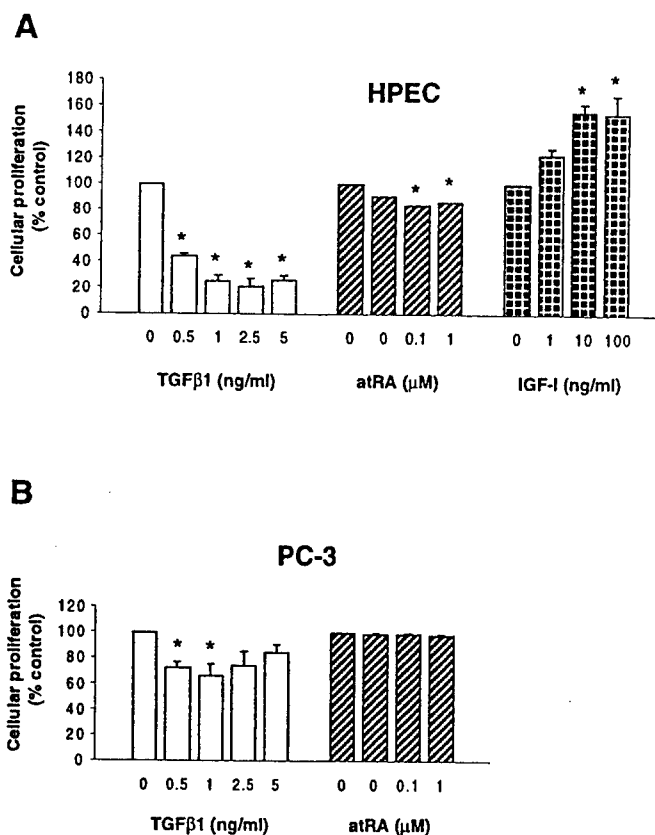 A
HPEC
Cellular proliferation
(% control)
180
160
140
120
100
80
60
40
20
0
* * * * * * * *
0 0.5 1 2.5 5 0 0 0.1 1 0 1 10 100
TGFβ1 (ng/ml) atRA (μM) IGF-I (ng/ml)
B
PC-3
Cellular proliferation
(% control)
120
100
80
60
40
20
0
* *
0 0.5 1 2.5 5 0 0 0.1 1
TGFβ1 (ng/ml) atRA (μM)